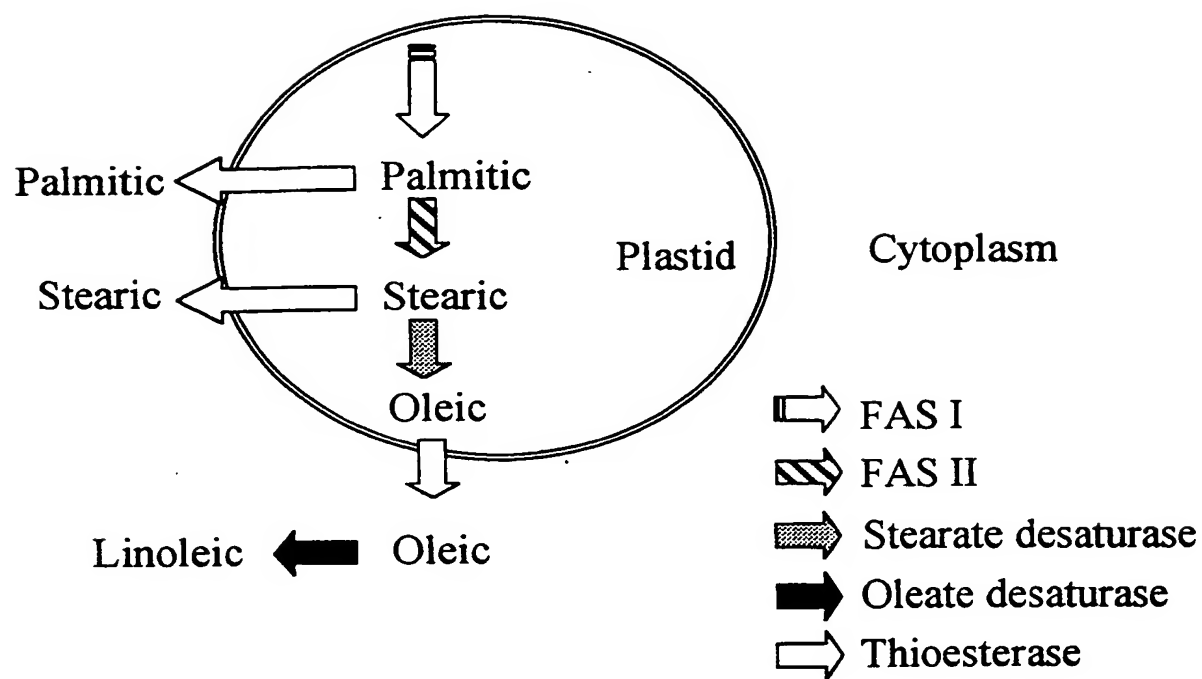 Palmitic Palmitic
Plastid Cytoplasm
Stearic Stearic
Oleic
Linoleic Oleic
FAS I
FAS II
Stearate desaturase
Oleate desaturase
Thioesterase